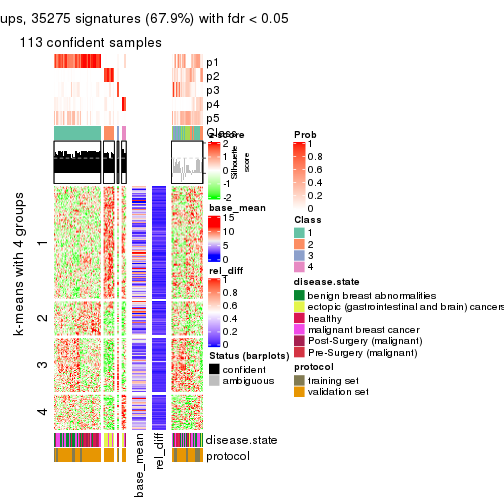 ups, 35275 signatures (67.9%) with fdr < 0.05
113 confident samples
p1
p2
p3
p4
p5
Class
Silhouette
score
k-means with 4 groups
1
2
3
4
base_mean
rel_diff
disease.state
protocol
z-score
2
1
0
-1
-2
base_mean
15
10
5
0
rel_diff
1
0.8
0.6
0.4
0.2
0
Status (barplots)
confident
ambiguous
Prob
1
0.8
0.6
0.4
0.2
0
Class
1
2
3
4
disease.state
benign breast abnormalities
ectopic (gastrointestinal and brain) cancers
healthy
malignant breast cancer
Post-Surgery (malignant)
Pre-Surgery (malignant)
protocol
training set
validation set